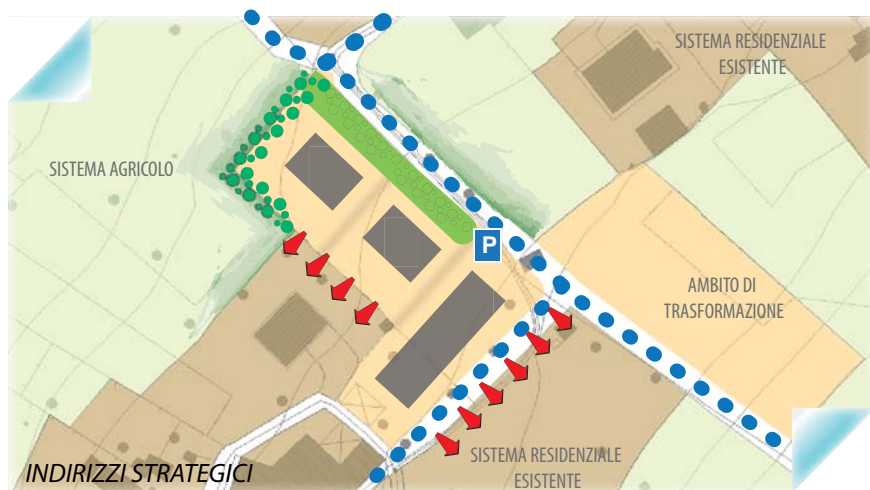 SISTEMA RESIDENZIALE
ESISTENTE
SISTEMA AGRICOLO
P
AMBITO DI
TRASFORMAZIONE
SISTEMA RESIDENZIALE
ESISTENTE
INDIRIZZI STRATEGICI